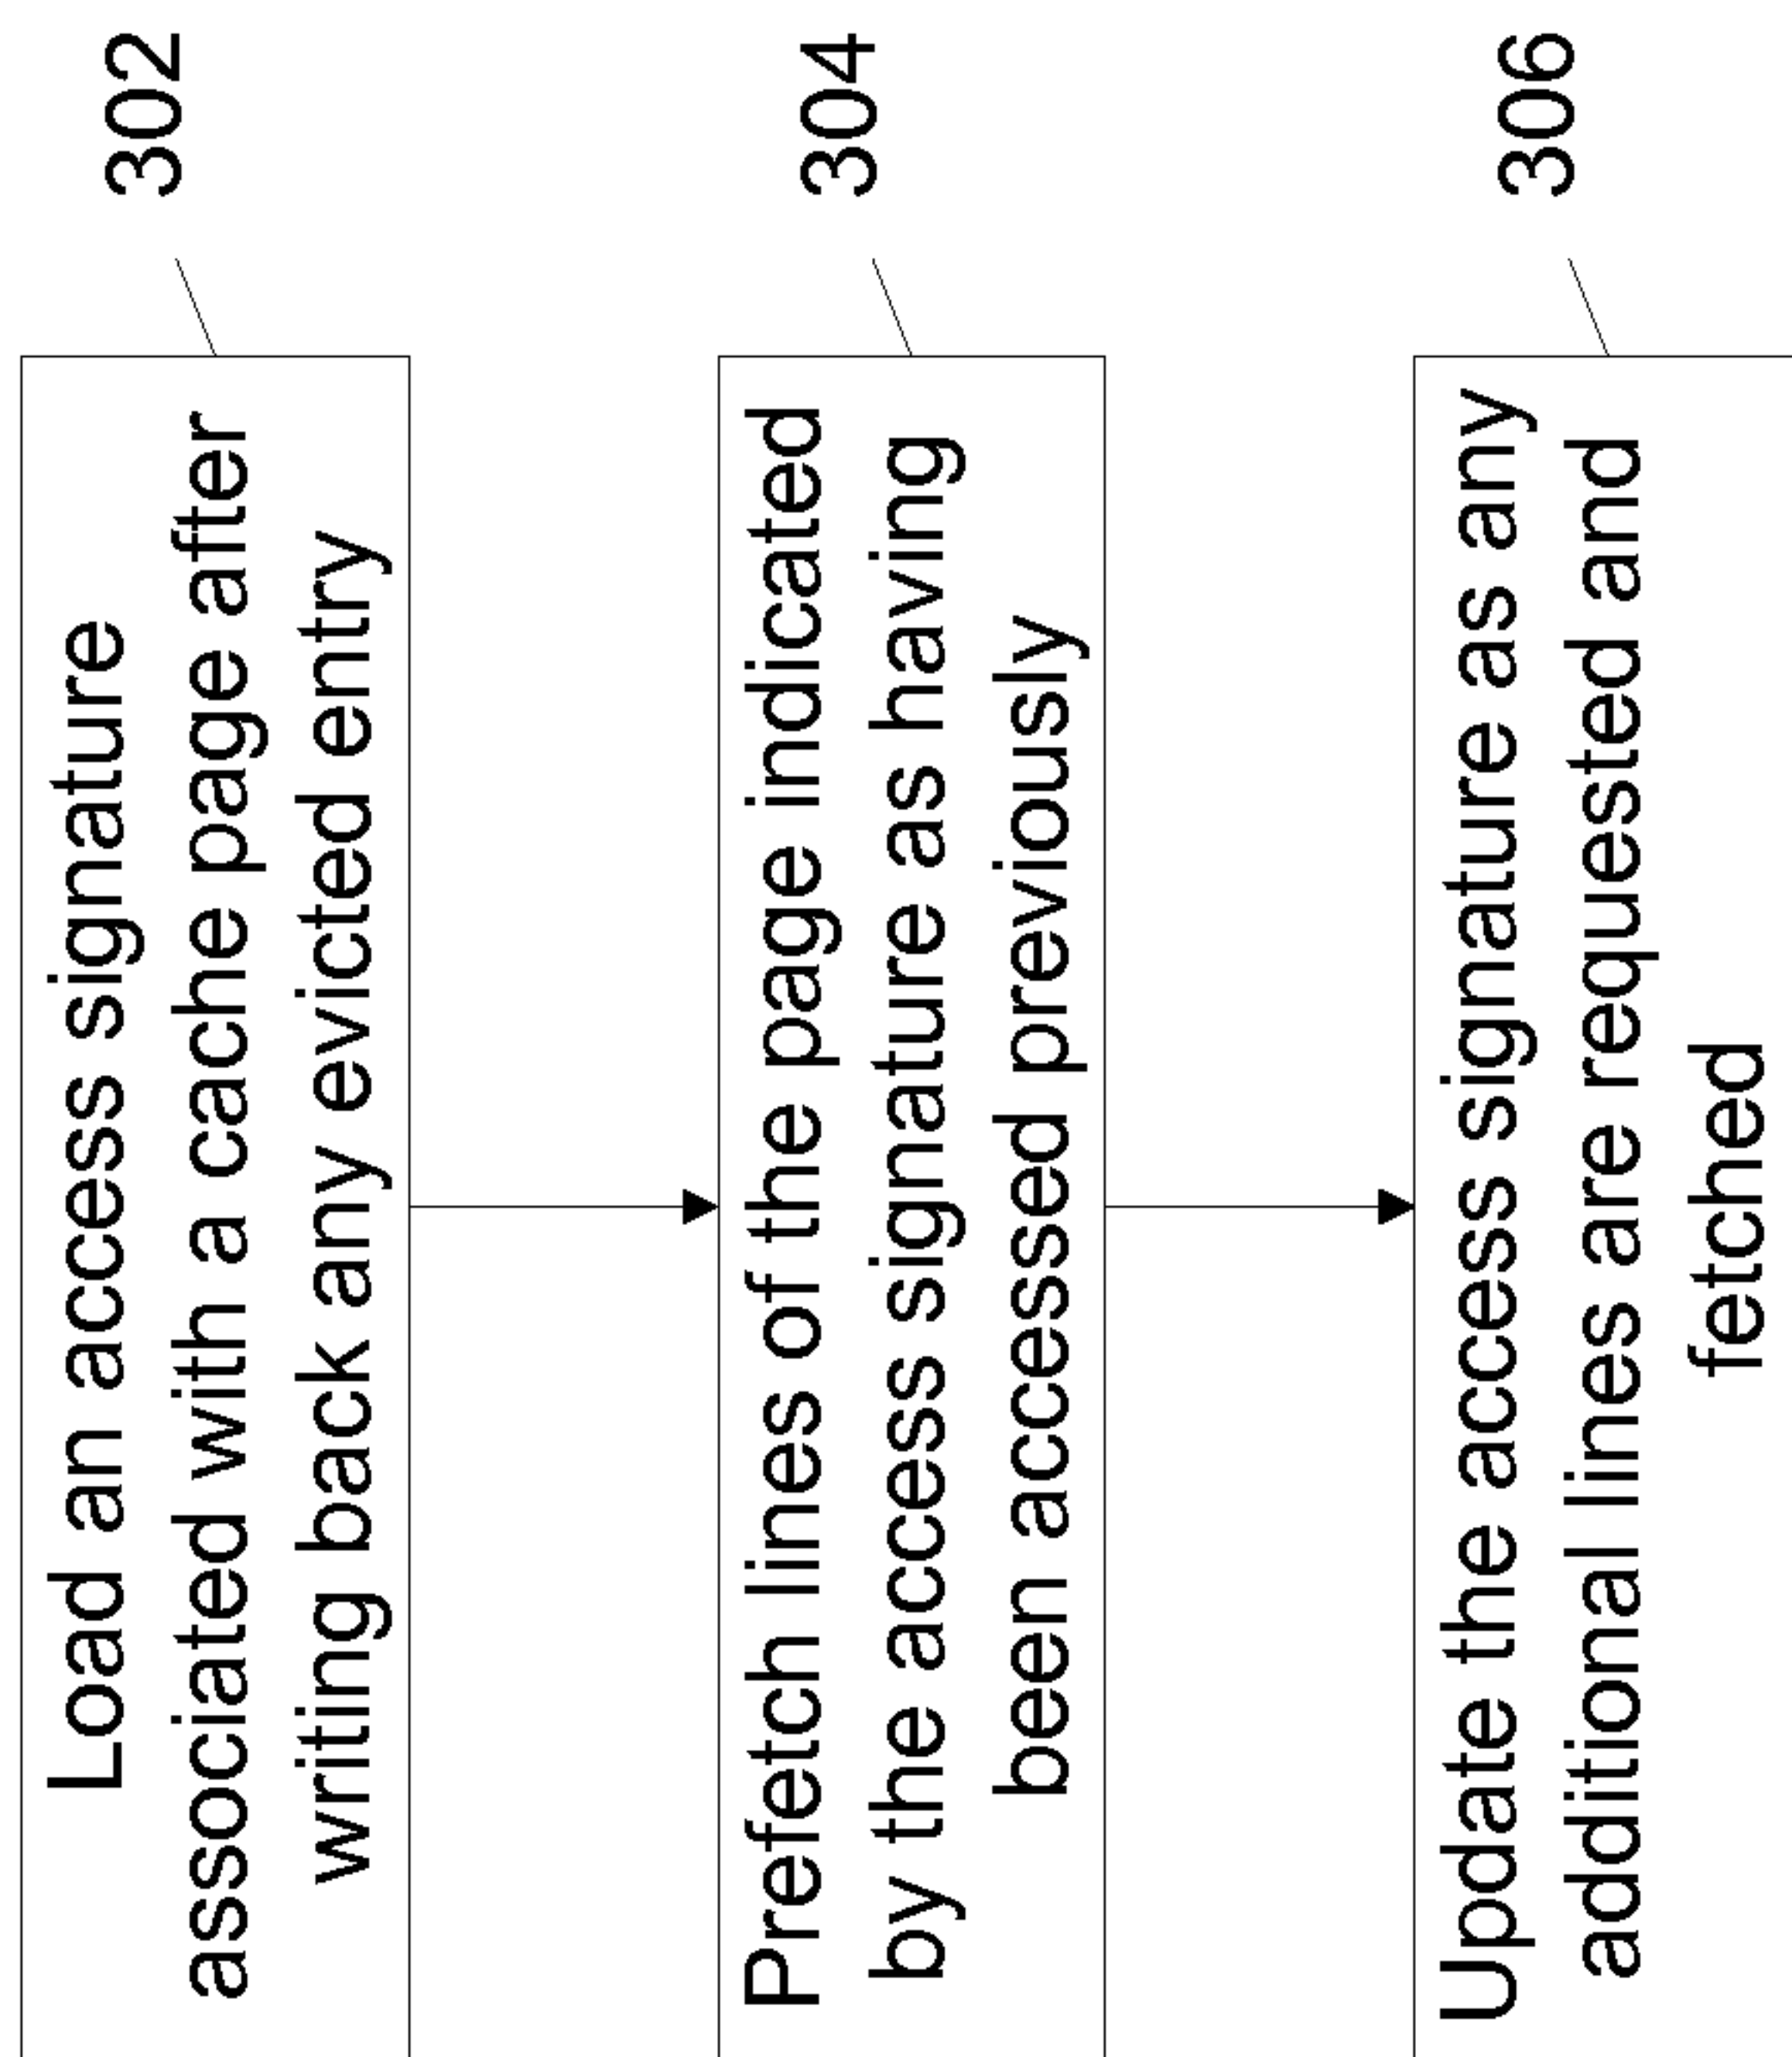 Load an access signature
associated with a cache page after
writing back any evicted entry
302
Prefetch lines of the page indicated
by the access signature as having
been accessed previously
304
Update the access signature as any
additional lines are requested and
fetched
306